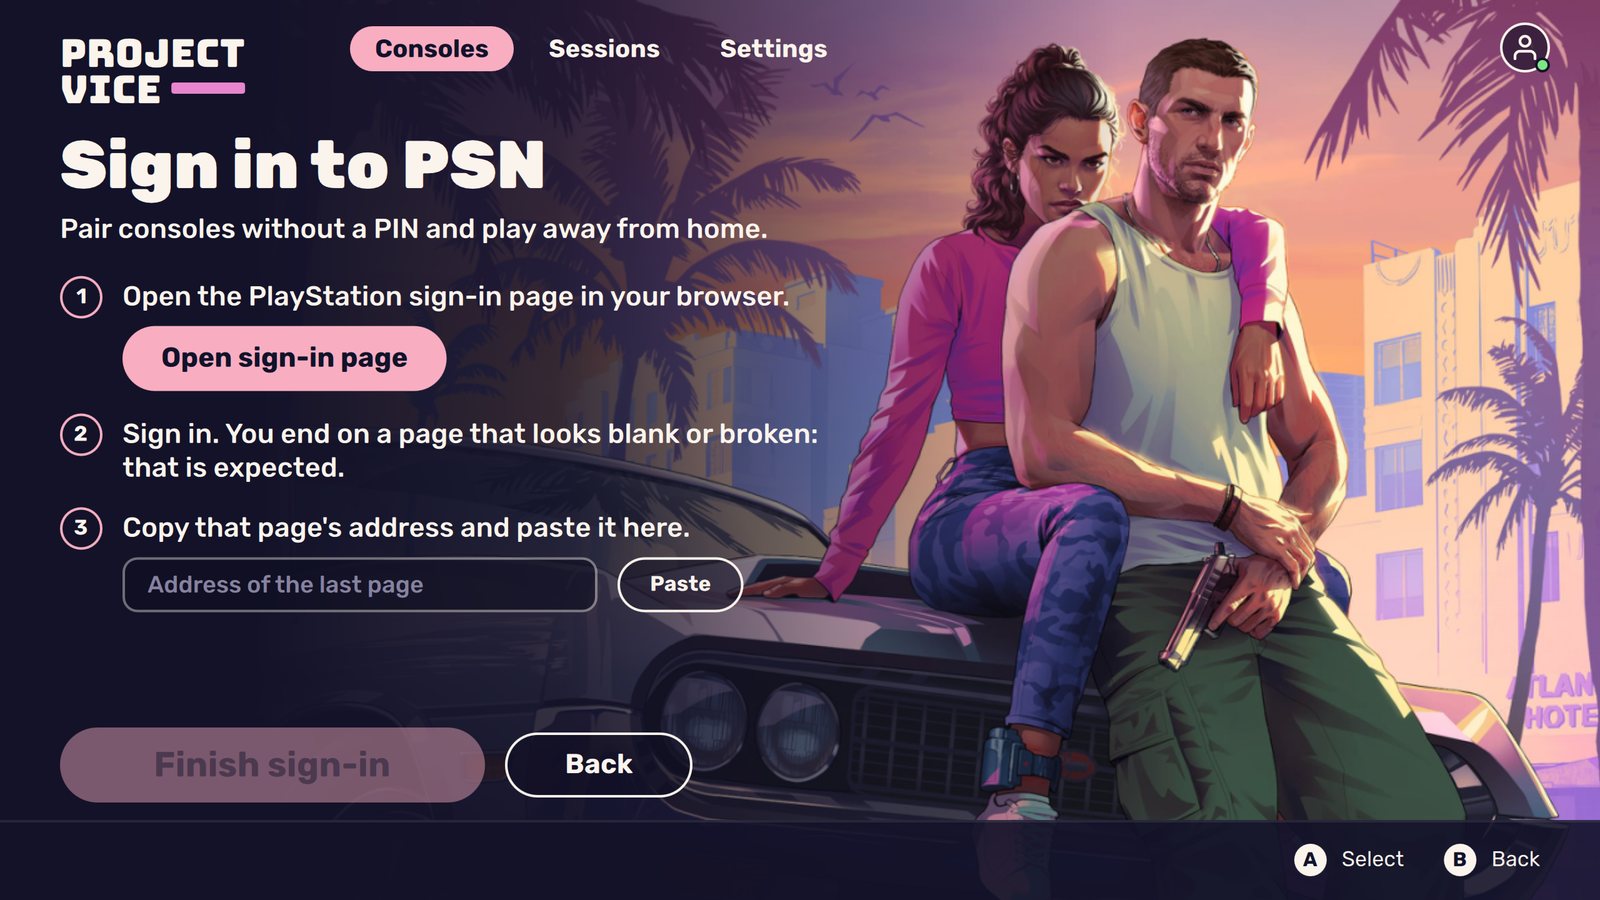 PROJECT
VICE
Consoles
Sessions
Settings
Sign in to PSN
Pair consoles without a PIN and play away from home.
1
Open the PlayStation sign-in page in your browser.
Open sign-in page
2
Sign in. You end on a page that looks blank or broken:
that is expected.
3
Copy that page's address and paste it here.
Address of the last page
Paste
ATLAN
HOTE
Finish sign-in
Back
A Select
B Back